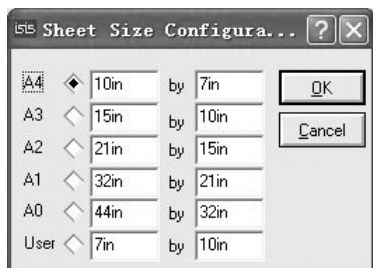 isis Sheet Size Configura...
A4 10in by 7in OK
A3 15in by 10in Cancel
A2 21in by 15in
A1 32in by 21in
A0 44in by 32in
User 7in by 10in